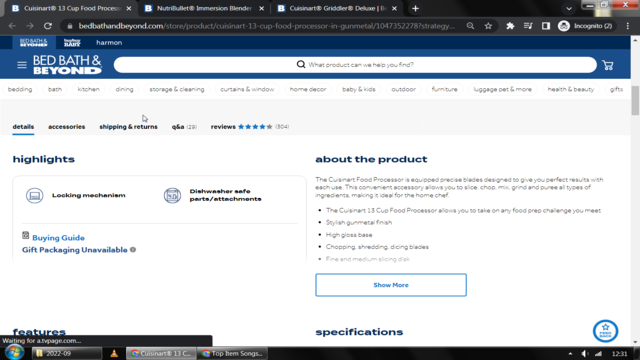 Cuisinart® 13 Cup Food Process
NutriBullet® Immersion Blender
Cuisinart® Griddler® Deluxe | Be
bedbathandbeyond.com/store/product/cuisinart-13-cup-food-processor-in-gunmetal/1047352278?strategy...
Incognito (2)
BED BATH & BEYOND
buybuy BABY
harmon
BED BATH &
BEYOND
What product can we help you find?
bedding bath kitchen dining storage & cleaning curtains & window home decor baby & kids outdoor furniture luggage pet & more health & beauty gifts
details accessories shipping & returns q&a (29) reviews (304)
highlights
Locking mechanism
Dishwasher safe
parts/attachments
Buying Guide
Gift Packaging Unavailable
about the product
The Cuisinart Food Processor is equipped precise blades designed to give you perfect results with
each use. This convenient accessory allows you to slice ,chop, mix, grind and puree all types of
ingredients, making it ideal for the home chef.
• The Cuisinart 13 Cup Food Processor allows you to take on any food prep challenge you meet
• Stylish gunmetal finish
• High gloss base
• Chopping, shredding, dicing blades
• Fine and medium slicing disk
Show More
features
specifications
FEED
BACK
Waiting for a.tvpage.com...
2022-09
Cuisinart® 13 C...
Top Item Songs...
12:31